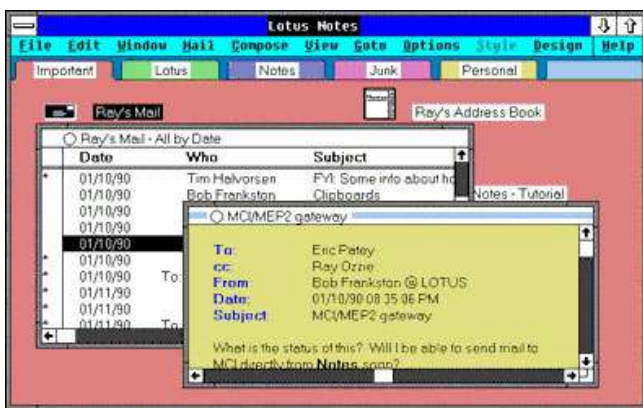 Lotus Notes
File Edit Window Mail Compose View Goto Options Style Design Help
Important Lotus Notes Junk Personal
Ray's Mail Ray's Address Book
Ray's Mail - All by Date
Date Who Subject
* 01/10/90 Tim Halvorsen FYI: Some info about ho
01/10/90 Bob Frankston Clipboards
Notes - Tutorial
01/10/90
01/10/90
01/10/90
* 01/10/90
* 01/10/90 To:
* 01/11/90
* 01/11/90
* 01/11/90 To:
MCI/MEP2 gateway
To: Eric Patey
cc: Ray Ozzie
From: Bob Frankston @ LOTUS
Date: 01/10/90 08:35:06 PM
Subject: MCI/MEP2 gateway
What is the status of this? Will I be able to send mail to
MCI directly from Notes soon?